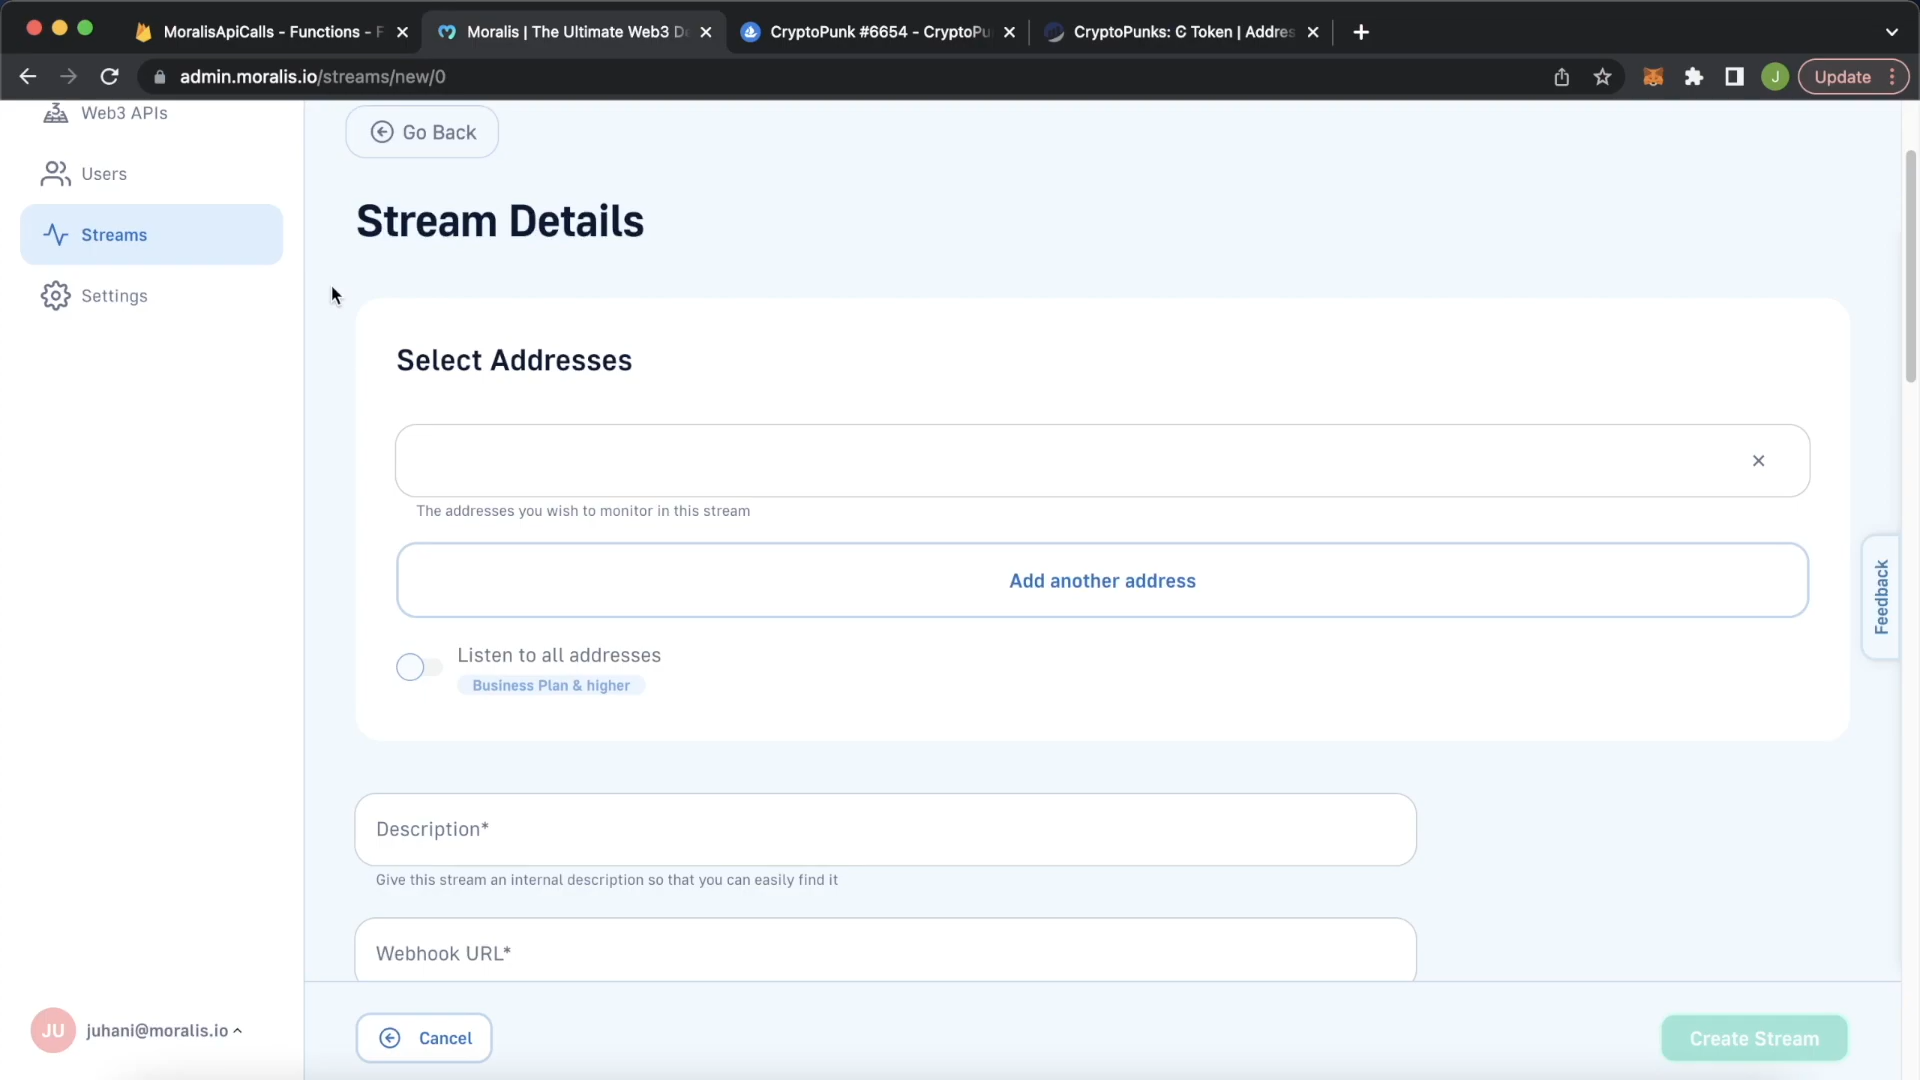 MoralisApiCalls - Functions - F
Moralis | The Ultimate Web3 D
CryptoPunk #6654 - CryptoPu
CryptoPunks: C Token | Addres
admin.moralis.io/streams/new/0
J
Update
Web3 APIs
Users
Streams
Settings
Go Back
Stream Details
Select Addresses
The addresses you wish to monitor in this stream
Add another address
Listen to all addresses
Business Plan & higher
Feedback
Description*
Give this stream an internal description so that you can easily find it
Webhook URL*
JU
juhani@moralis.io
Cancel
Create Stream